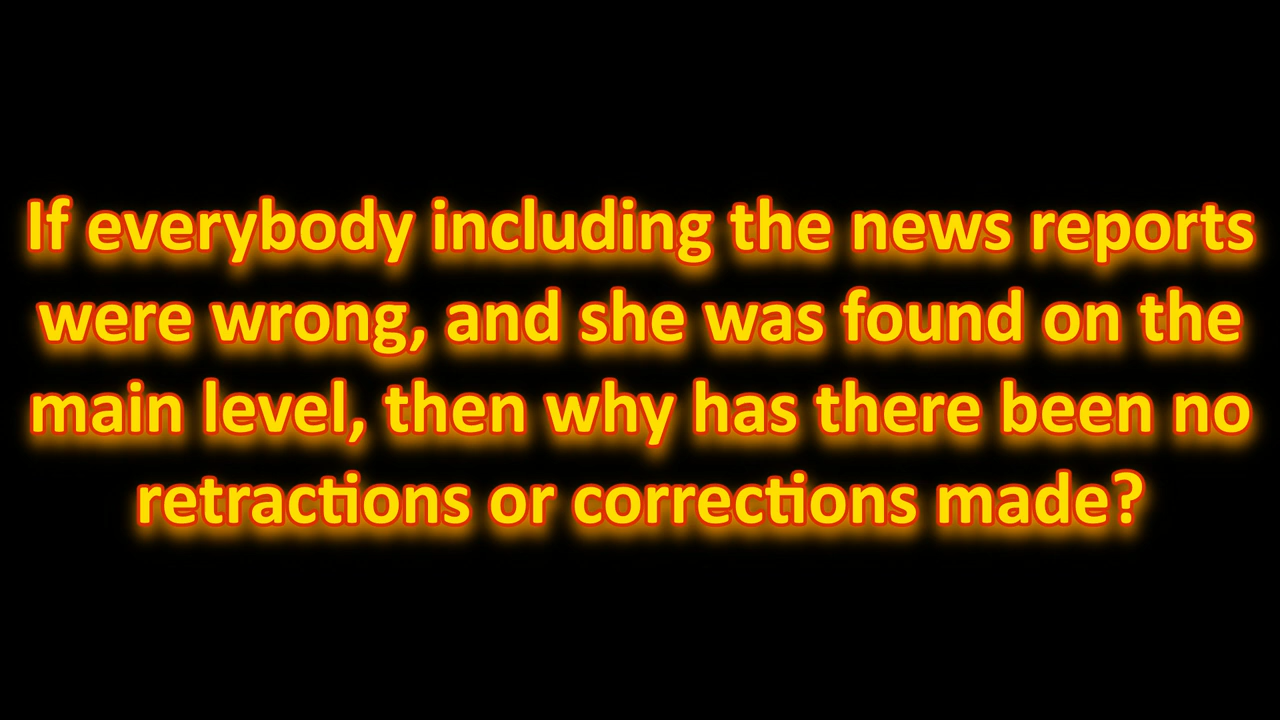 If everybody including the news reports
were wrong, and she was found on the
main level, then why has there been no
retractions or corrections made?